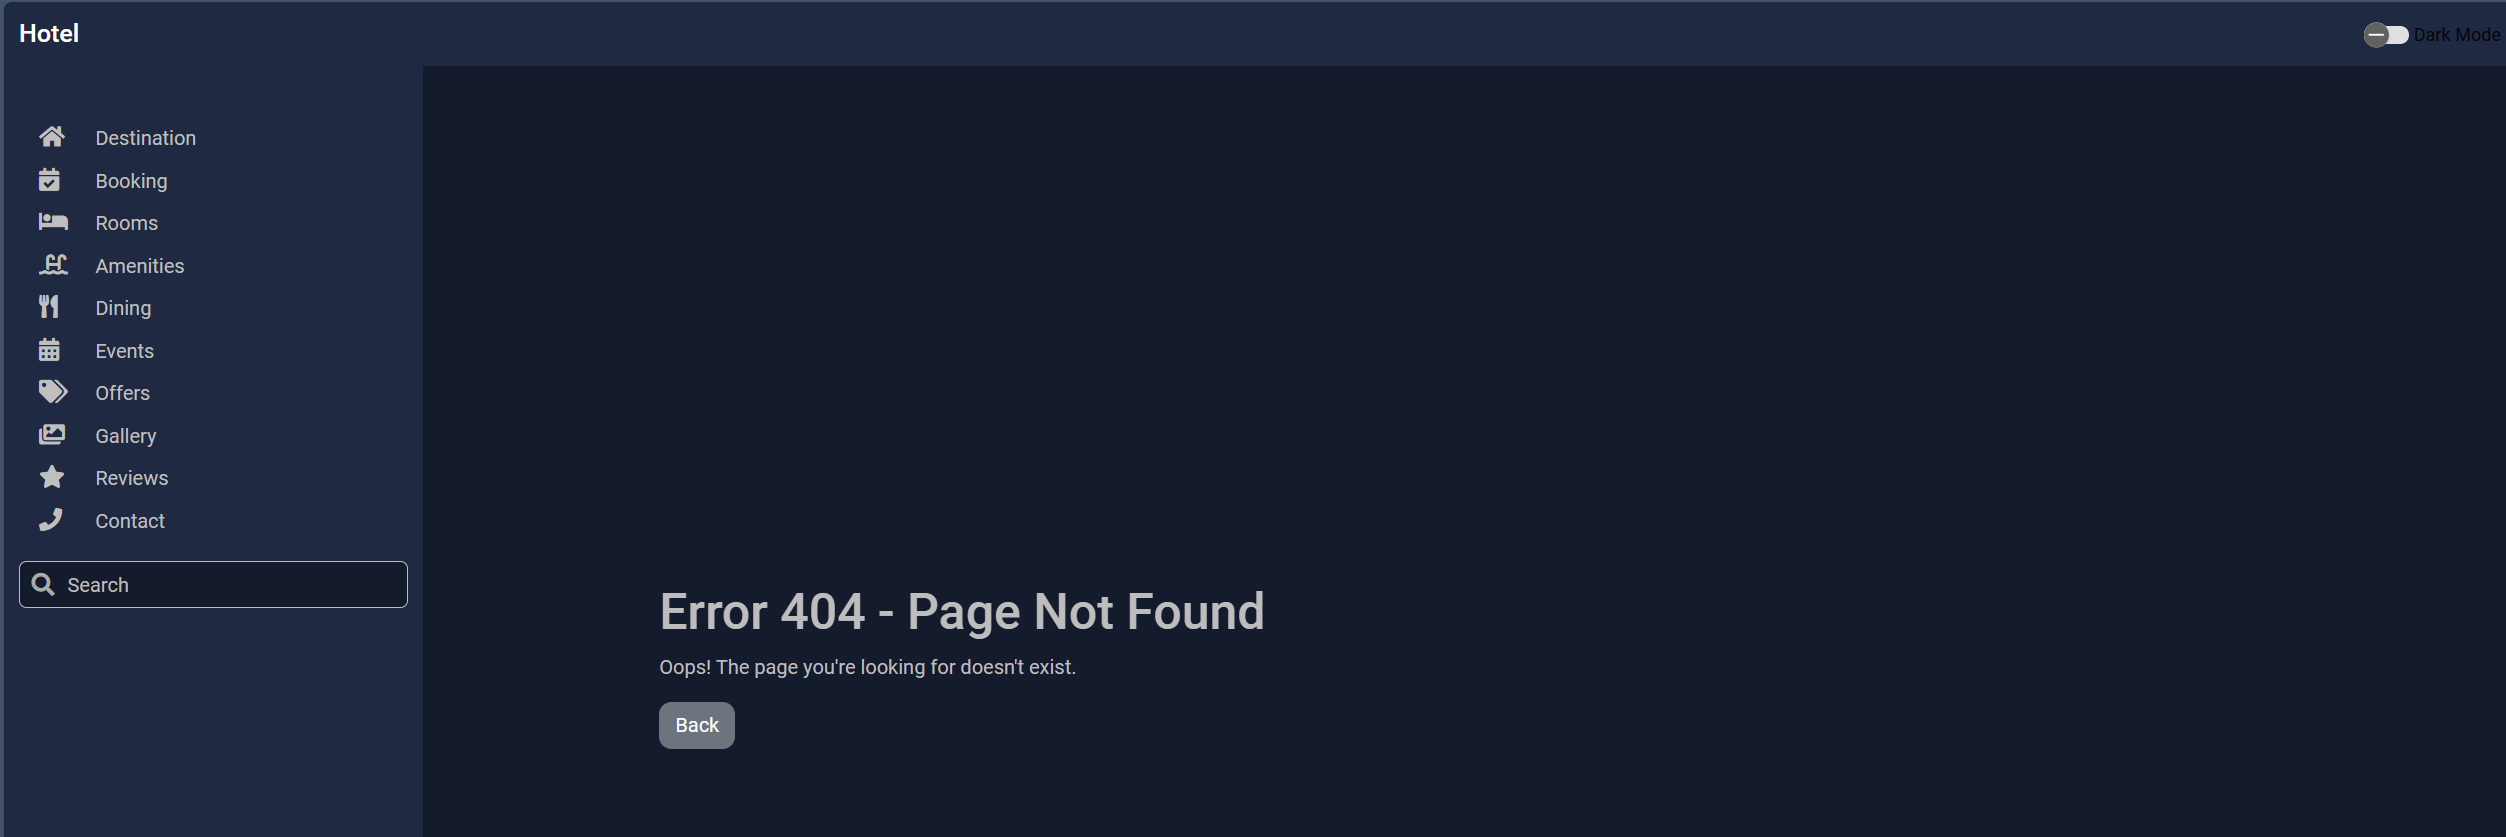 Hotel
Dark Mode
Destination
Booking
Rooms
Amenities
Dining
Events
Offers
Gallery
Reviews
Contact
Search
Error 404 - Page Not Found
Oops! The page you're looking for doesn't exist.
Back